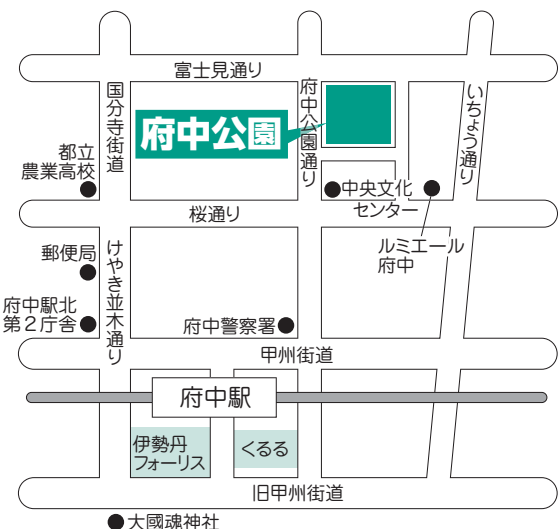 富士見通り
国分寺街道
府中公園
府中公園通り
いちょう通り
都立
農業高校
中央文化
センター
桜通り
ルミエール
府中
郵便局
けやき並木通り
府中駅北
第2庁舎
府中警察署
甲州街道
府中駅
伊勢丹
フォーリス
くるる
旧甲州街道
大國魂神社